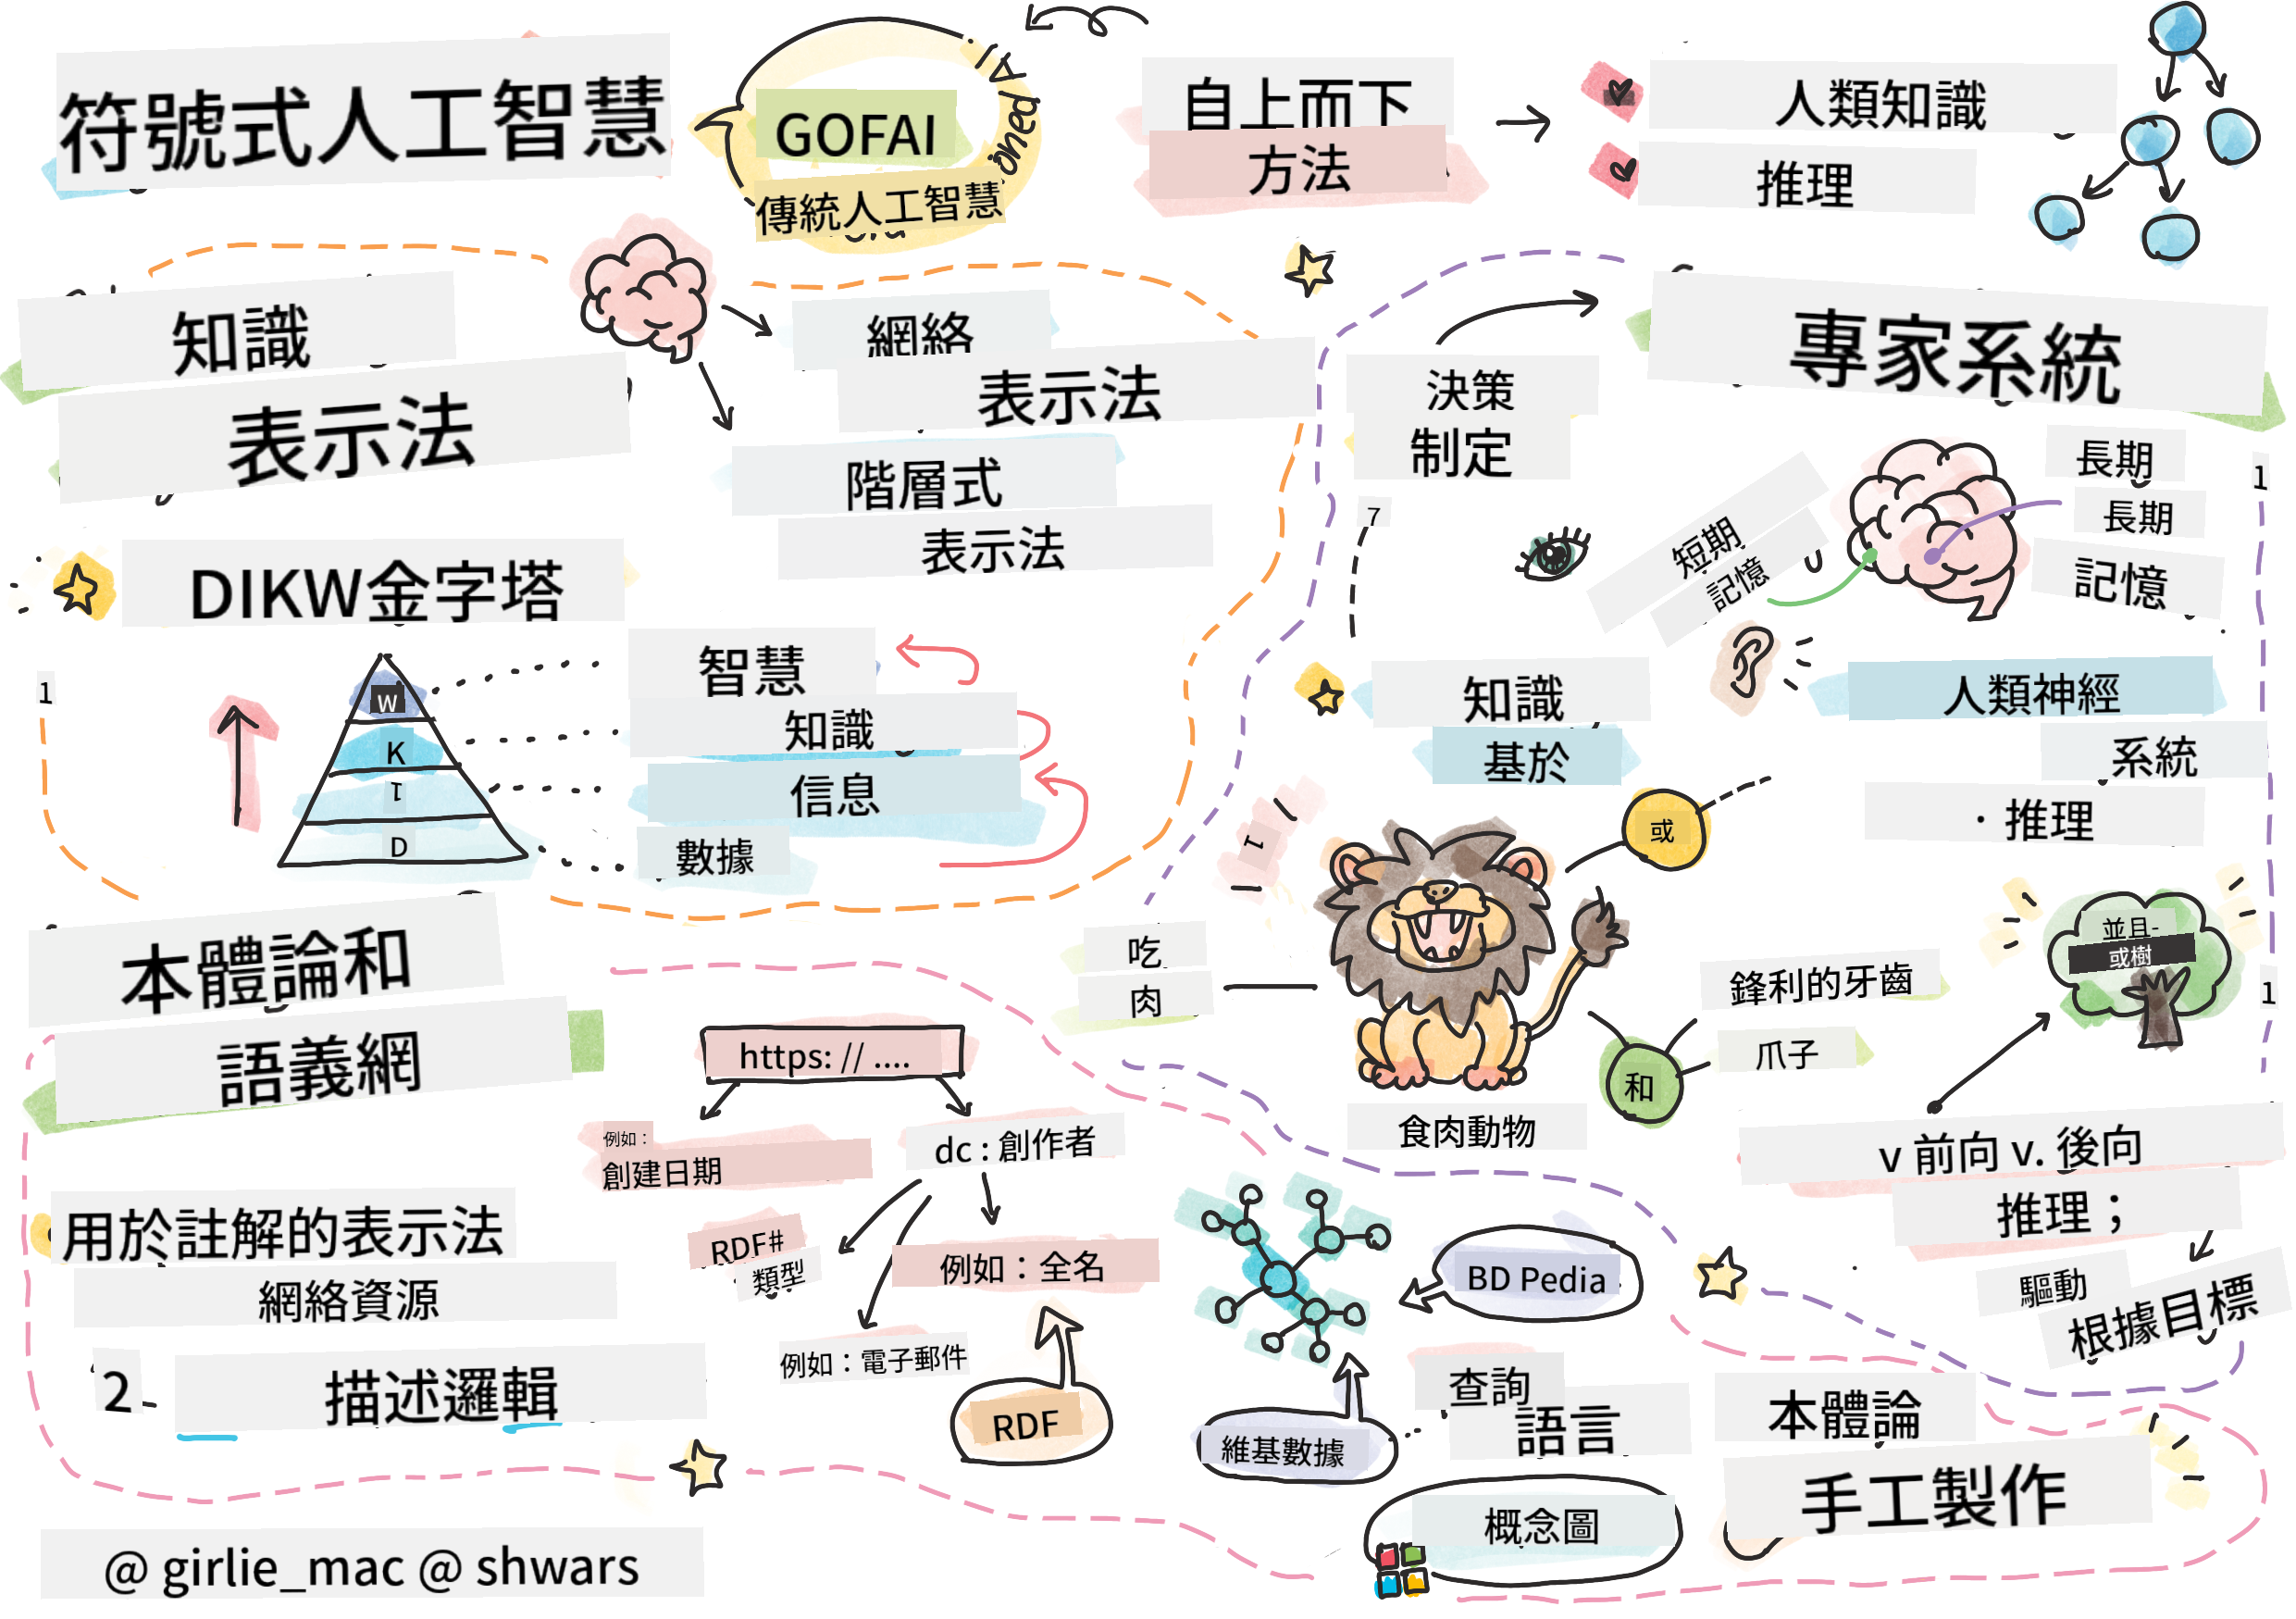 符號式人工智慧
GOFAI
傳統人工智慧
自上而下
方法
人類知識
推理
知識
表示法
網絡
表示法
階層式
表示法
DIKW金字塔
W
K
1
D
智慧
知識
信息
數據
1
專家系統
決策
制定
7
短期
記憶
長期
長期
記憶
1
知識
基於
人類神經
系統
· 推理
或
1
吃
肉
食肉動物
和
鋒利的牙齒
爪子
並且-
或樹
1
v 前向 v. 後向
推理；
驅動
根據目標
本體論和
語義網
用於註解的表示法
網絡資源
2
描述邏輯
https: // ....
例如：
創建日期
dc : 創作者
RDF#
類型
例如：全名
例如：電子郵件
RDF
BD Pedia
維基數據
查詢
語言
概念圖
本體論
手工製作
@ girlie_mac @ shwars